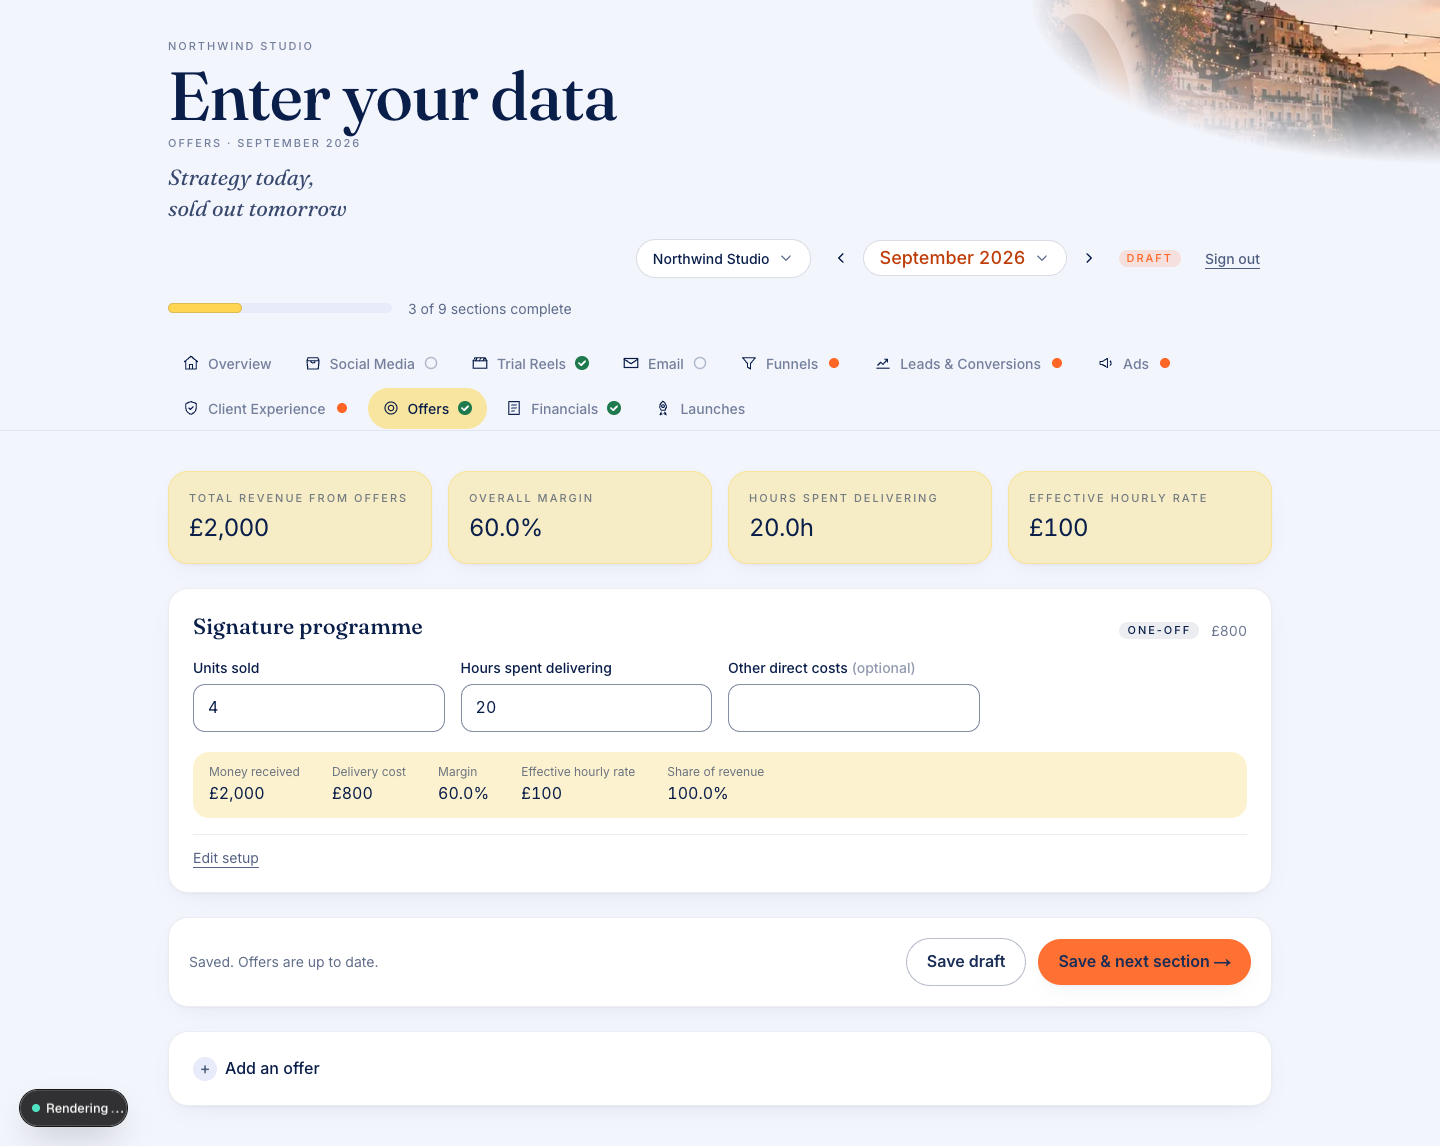 NORTHWIND STUDIO
Enter your data
OFFERS · SEPTEMBER 2026
Strategy today,
sold out tomorrow
Northwind Studio
September 2026
DRAFT
Sign out
3 of 9 sections complete
Overview
Social Media
Trial Reels
Email
Funnels
Leads & Conversions
Ads
Client Experience
Offers
Financials
Launches
TOTAL REVENUE FROM OFFERS
£2,000
OVERALL MARGIN
60.0%
HOURS SPENT DELIVERING
20.0h
EFFECTIVE HOURLY RATE
£100
Signature programme
ONE-OFF £800
Units sold
4
Hours spent delivering
20
Other direct costs (optional)
Money received
£2,000
Delivery cost
£800
Margin
60.0%
Effective hourly rate
£100
Share of revenue
100.0%
Edit setup
Saved. Offers are up to date.
Save draft
Save & next section →
+ Add an offer
Rendering ...